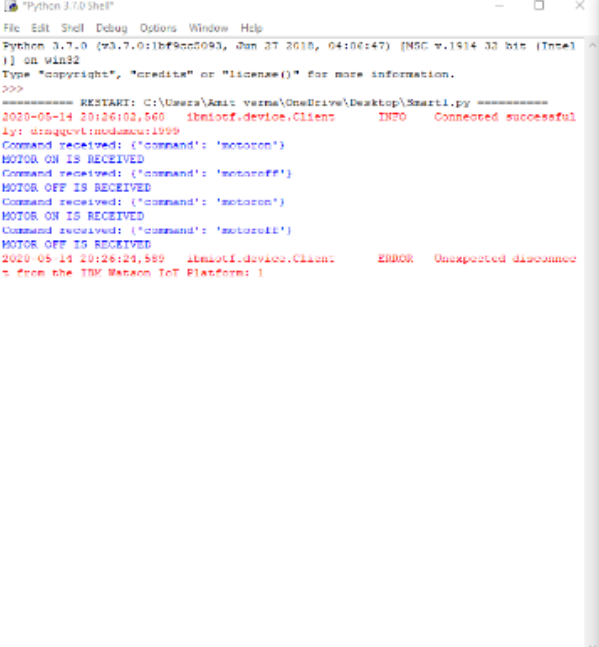 *Python 3.7.0 Shell*
File Edit Shell Debug Options Window Help
Python 3.7.0 (v3.7.0:1bf9cc5093, Jun 27 2018, 04:06:47) [MSC v.1914 32 bit (Intel
)] on win32
Type "copyright", "credits" or "license()" for more information.
>>>
========== RESTART: C:\Users\Amit verma\OneDrive\Desktop\Smart1.py ==========
2020-05-14 20:26:02,560 ibmiotf.device.Client INFO Connected successful
ly:
Command received: {'command': 'motoron'}
MOTOR ON IS RECEIVED
Command received: {'command': 'motoroff'}
MOTOR OFF IS RECEIVED
Command received: {'command': 'motoron'}
MOTOR ON IS RECEIVED
Command received: {'command': 'motoroff'}
MOTOR OFF IS RECEIVED
2020-05-14 20:26:24,589 ibmiotf.device.Client ERROR Unexpected disconnec
t from the IBM Watson IoT Platform: 1